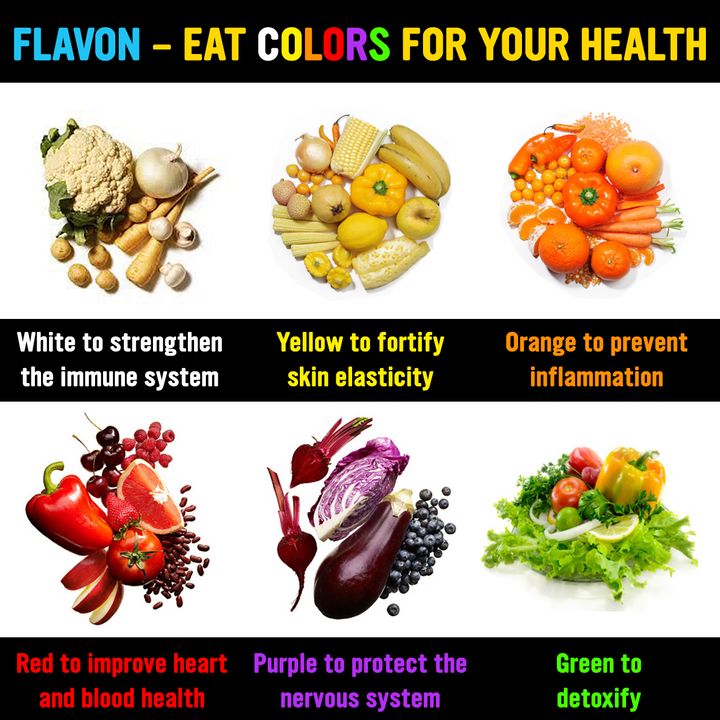 FLAVON – EAT COLORS FOR YOUR HEALTH
White to strengthen
the immune system
Yellow to fortify
skin elasticity
Orange to prevent
inflammation
Red to improve heart
and blood health
Purple to protect the
nervous system
Green to
detoxify